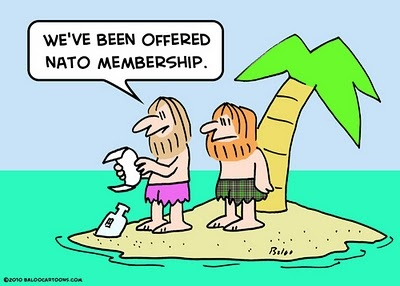 WE'VE BEEN OFFERED
NATO MEMBERSHIP.
Baloo
©2010 BALOOCARTOONS.COM